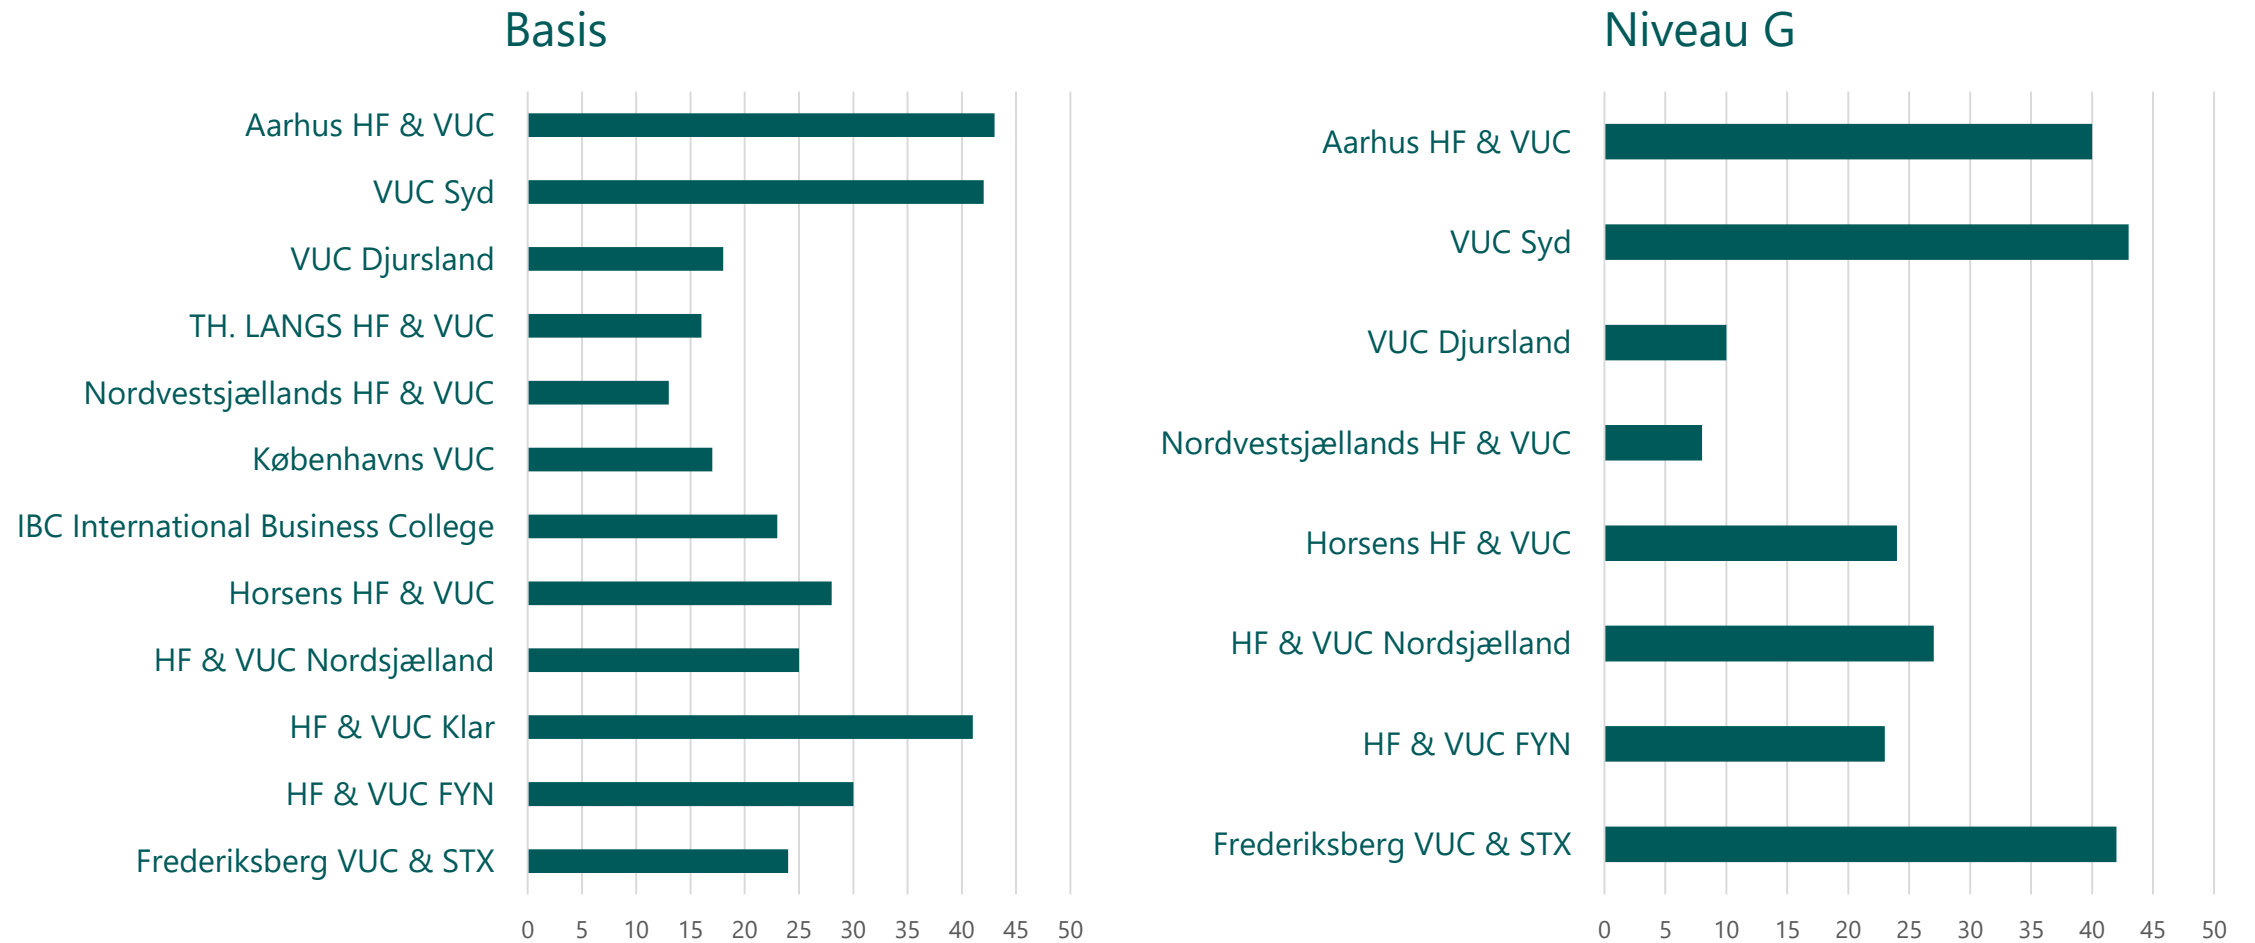 Basis
Aarhus HF & VUC
VUC Syd
VUC Djursland
TH. LANGS HF & VUC
Nordvestsjællands HF & VUC
Københavns VUC
IBC International Business College
Horsens HF & VUC
HF & VUC Nordsjælland
HF & VUC Klar
HF & VUC FYN
Frederiksberg VUC & STX
0 5 10 15 20 25 30 35 40 45 50
Niveau G
Aarhus HF & VUC
VUC Syd
VUC Djursland
Nordvestsjællands HF & VUC
Horsens HF & VUC
HF & VUC Nordsjælland
HF & VUC FYN
Frederiksberg VUC & STX
0 5 10 15 20 25 30 35 40 45 50